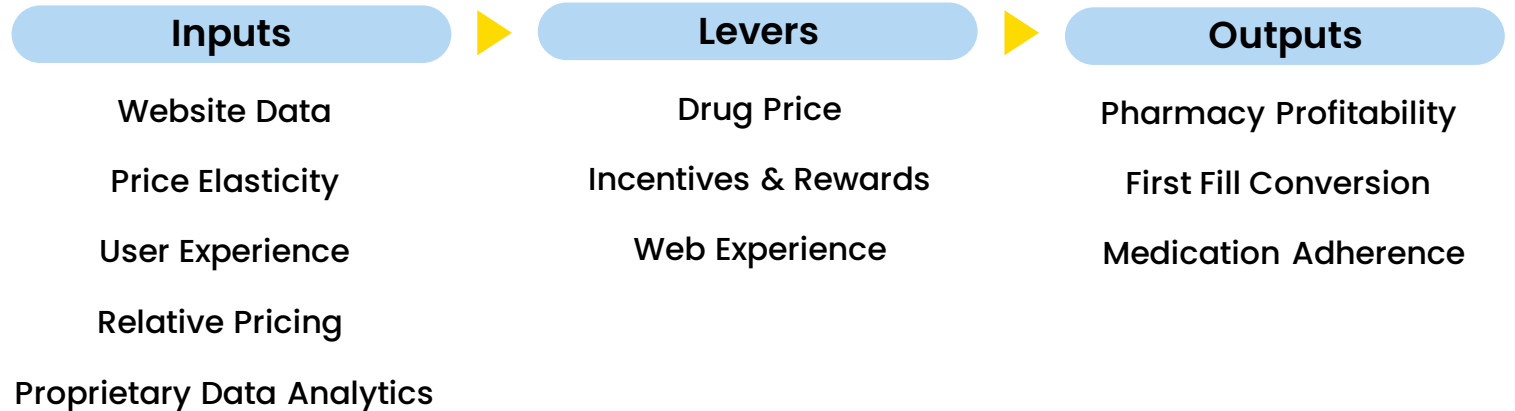 Inputs
Website Data
Price Elasticity
User Experience
Relative Pricing
Proprietary Data Analytics
Levers
Drug Price
Incentives & Rewards
Web Experience
Outputs
Pharmacy Profitability
First Fill Conversion
Medication Adherence